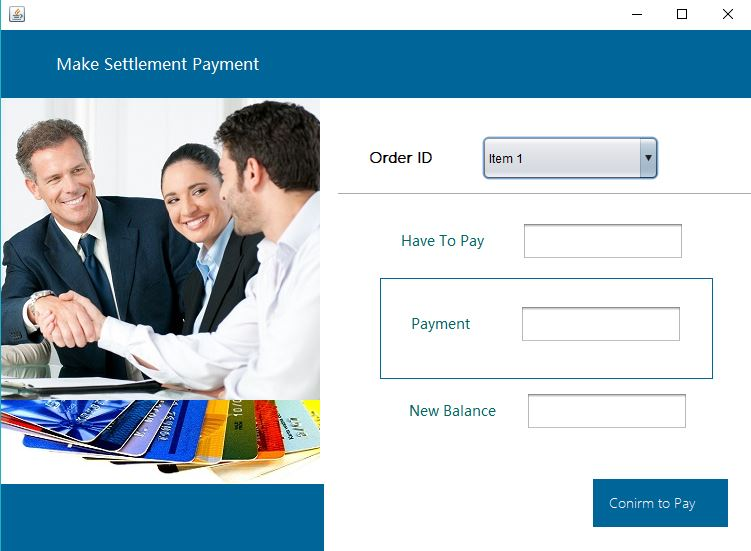 Make Settlement Payment
Order ID
Item 1
Have To Pay
Payment
New Balance
Conirm to Pay